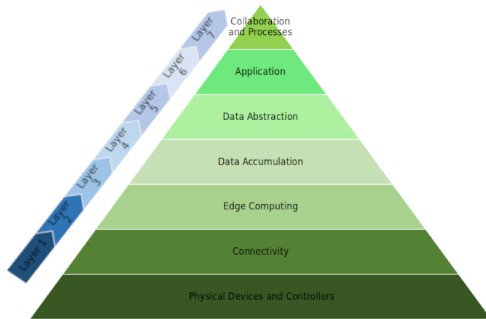 Collaboration
and Processes
Application
Data Abstraction
Data Accumulation
Edge Computing
Connectivity
Physical Devices and Controllers
Layer
7
Layer
6
Layer
5
Layer
4
Layer
3
Layer
2
Layer 1